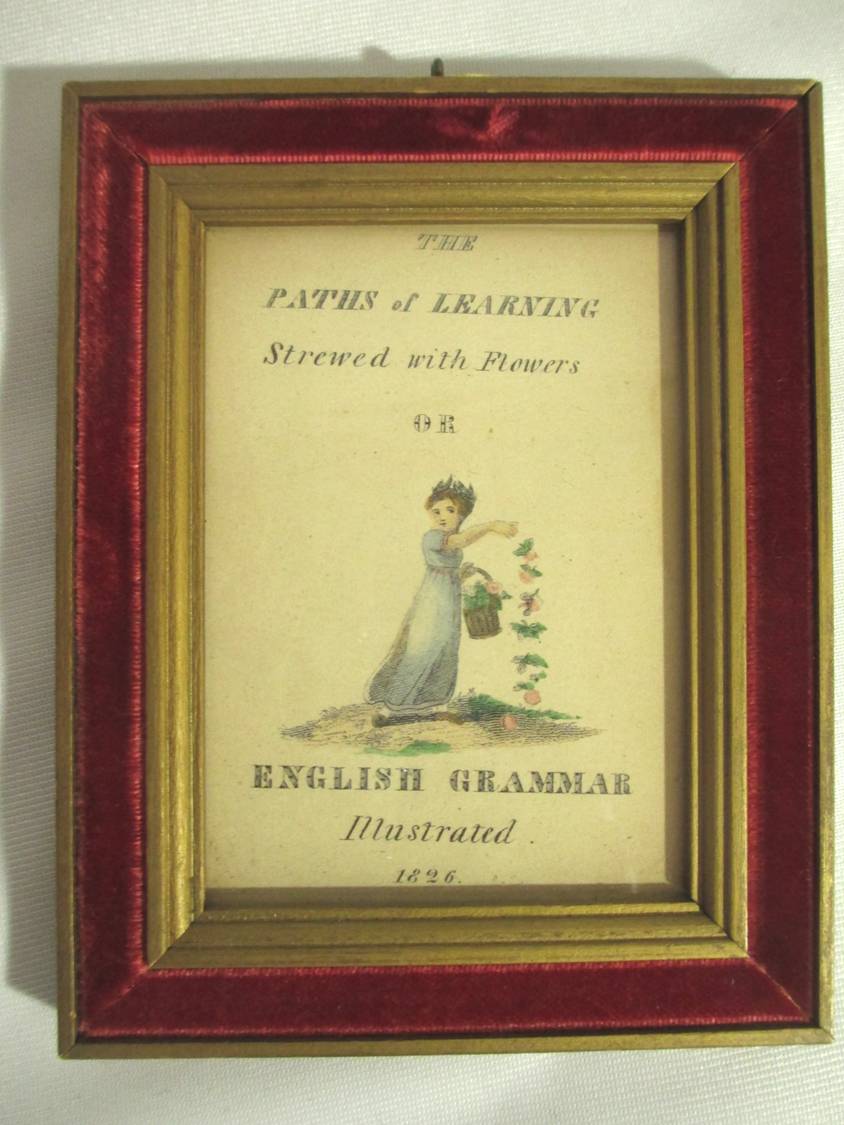 THE
PATHS of LEARNING
Strewed with Flowers
OR
ENGLISH GRAMMAR
Illustrated.
1826.